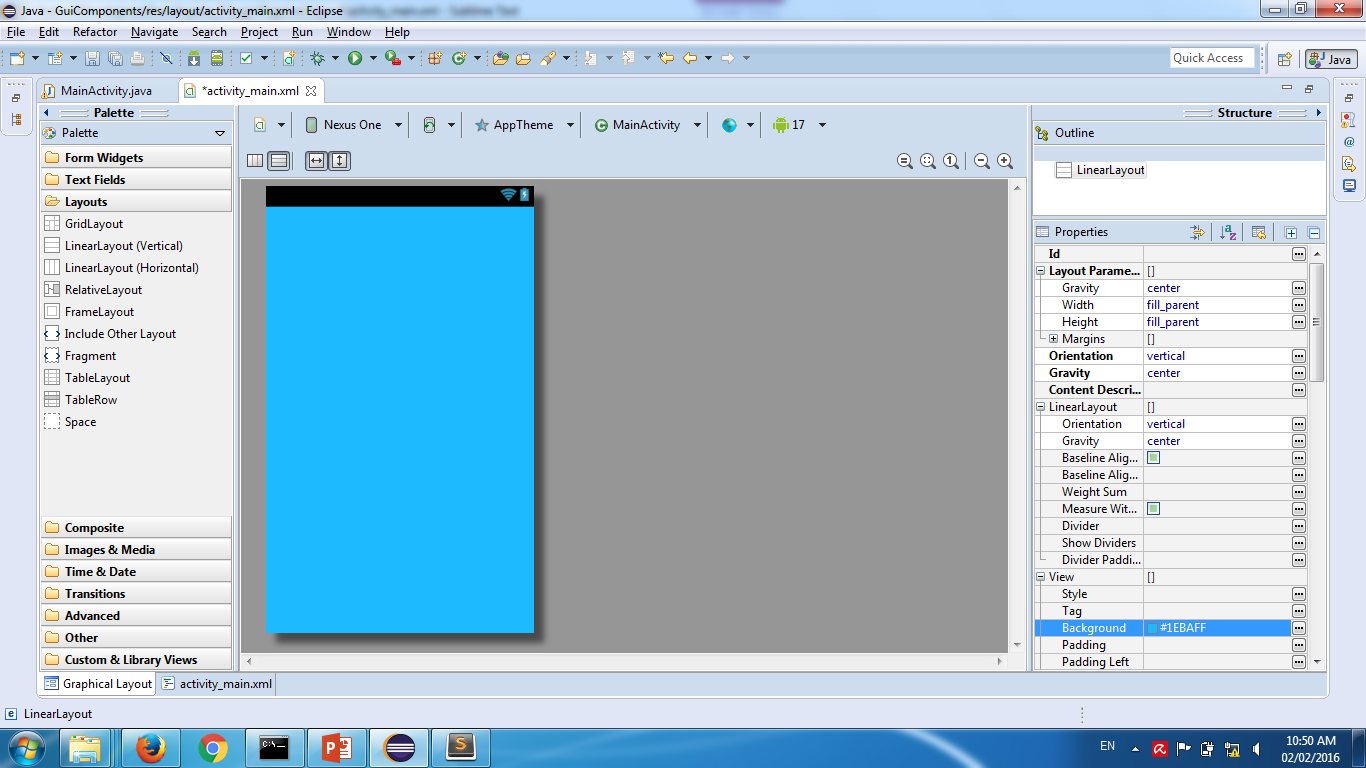 Java - GuiComponents/res/layout/activity_main.xml - Eclipse
File Edit Refactor Navigate Search Project Run Window Help
Quick Access
Java
MainActivity.java
*activity_main.xml
Palette
Palette
Form Widgets
Text Fields
Layouts
GridLayout
LinearLayout (Vertical)
LinearLayout (Horizontal)
RelativeLayout
FrameLayout
Include Other Layout
Fragment
TableLayout
TableRow
Space
Composite
Images & Media
Time & Date
Transitions
Advanced
Other
Custom & Library Views
Nexus One AppTheme MainActivity 17
Structure
Outline
LinearLayout
Properties
Id
Layout Parame... []
Gravity center
Width fill_parent
Height fill_parent
Margins []
Orientation vertical
Gravity center
Content Descri...
LinearLayout []
Orientation vertical
Gravity center
Baseline Alig...
Baseline Alig...
Weight Sum
Measure Wit...
Divider
Show Dividers
Divider Paddi...
View []
Style
Tag
Background #1EBAFF
Padding
Padding Left
Graphical Layout activity_main.xml
LinearLayout
EN
10:50 AM
02/02/2016